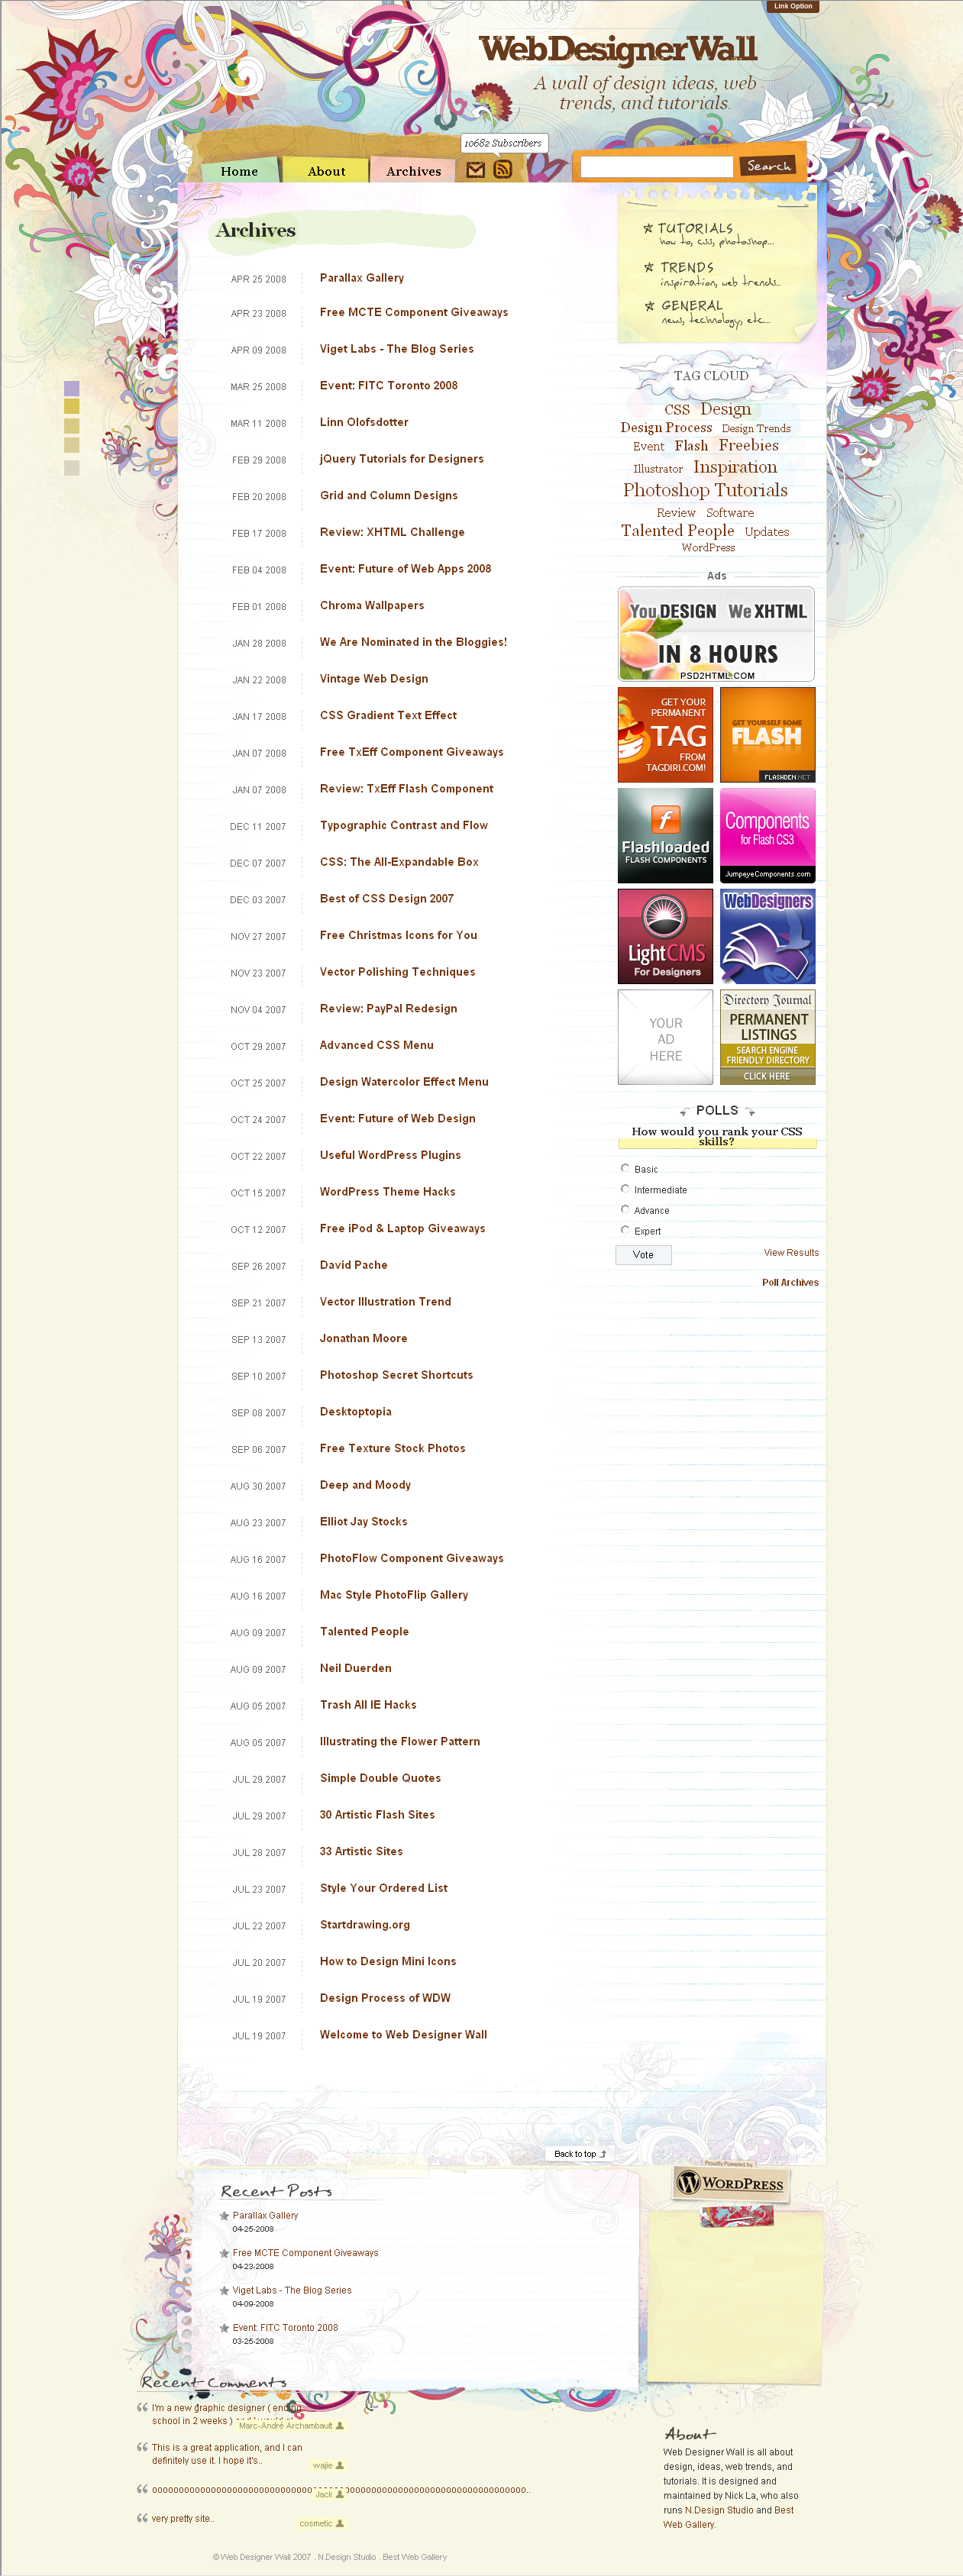 Link Option
WebDesignerWall
A wall of design ideas, web
trends, and tutorials.
10682 Subscribers
Home
About
Archives
Search
Archives
APR 25 2008 Parallax Gallery
APR 23 2008 Free MCTE Component Giveaways
APR 09 2008 Viget Labs - The Blog Series
MAR 25 2008 Event: FITC Toronto 2008
MAR 11 2008 Linn Olofsdotter
FEB 29 2008 jQuery Tutorials for Designers
FEB 20 2008 Grid and Column Designs
FEB 17 2008 Review: XHTML Challenge
FEB 04 2008 Event: Future of Web Apps 2008
FEB 01 2008 Chroma Wallpapers
JAN 28 2008 We Are Nominated in the Bloggies!
JAN 22 2008 Vintage Web Design
JAN 17 2008 CSS Gradient Text Effect
JAN 07 2008 Free TxEff Component Giveaways
JAN 07 2008 Review: TxEff Flash Component
DEC 11 2007 Typographic Contrast and Flow
DEC 07 2007 CSS: The All-Expandable Box
DEC 03 2007 Best of CSS Design 2007
NOV 27 2007 Free Christmas Icons for You
NOV 23 2007 Vector Polishing Techniques
NOV 04 2007 Review: PayPal Redesign
OCT 29 2007 Advanced CSS Menu
OCT 25 2007 Design Watercolor Effect Menu
OCT 24 2007 Event: Future of Web Design
OCT 22 2007 Useful WordPress Plugins
OCT 15 2007 WordPress Theme Hacks
OCT 12 2007 Free iPod & Laptop Giveaways
SEP 26 2007 David Pache
SEP 21 2007 Vector Illustration Trend
SEP 13 2007 Jonathan Moore
SEP 10 2007 Photoshop Secret Shortcuts
SEP 08 2007 Desktoptopia
SEP 06 2007 Free Texture Stock Photos
AUG 30 2007 Deep and Moody
AUG 23 2007 Elliot Jay Stocks
AUG 16 2007 PhotoFlow Component Giveaways
AUG 16 2007 Mac Style PhotoFlip Gallery
AUG 09 2007 Talented People
AUG 09 2007 Neil Duerden
AUG 05 2007 Trash All IE Hacks
AUG 05 2007 Illustrating the Flower Pattern
JUL 29 2007 Simple Double Quotes
JUL 29 2007 30 Artistic Flash Sites
JUL 28 2007 33 Artistic Sites
JUL 23 2007 Style Your Ordered List
JUL 22 2007 Startdrawing.org
JUL 20 2007 How to Design Mini Icons
JUL 19 2007 Design Process of WDW
JUL 19 2007 Welcome to Web Designer Wall
TUTORIALS
how to, css, photoshop...
TRENDS
inspiration, web trends..
GENERAL
news, technology, etc...
TAG CLOUD
CSS Design
Design Process Design Trends
Event Flash Freebies
Illustrator Inspiration
Photoshop Tutorials
Review Software
Talented People Updates
WordPress
Ads
You DESIGN We XHTML
IN 8 HOURS
PSD2HTML.COM
GET YOUR
PERMANENT
TAG
FROM
TAGDIRI.COM!
GET YOURSELF SOME
FLASH
FLASHDEN.NET
Flashloaded
FLASH COMPONENTS
Components
for Flash CS3
JumpeyeComponents.com
LightCMS
For Designers
WebDesigners
YOUR
AD
HERE
Directory Journal
PERMANENT
LISTINGS
SEARCH ENGINE
FRIENDLY DIRECTORY
CLICK HERE
POLLS
How would you rank your CSS
skills?
Basic
Intermediate
Advance
Expert
Vote
View Results
Poll Archives
Back to top
Recent Posts
Parallax Gallery
04-25-2008
Free MCTE Component Giveaways
04-23-2008
Viget Labs - The Blog Series
04-09-2008
Event: FITC Toronto 2008
03-25-2008
Proudly Powered by
WORDPRESS
Recent Comments
I'm a new graphic designer ( ending
school in 2 weeks )
Marc-André Archambault
This is a great application, and I can
definitely use it. I hope it's..
wajie
Jack
very pretty site..
cosmetic
About
Web Designer Wall is all about
design, ideas, web trends, and
tutorials. It is designed and
maintained by Nick La, who also
runs N.Design Studio and Best
Web Gallery.
© Web Designer Wall 2007 . N.Design Studio . Best Web Gallery